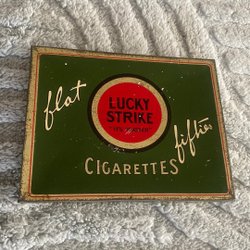 flat
LUCKY
STRIKE
"IT'S TOASTED"
fifties
CIGARETTES